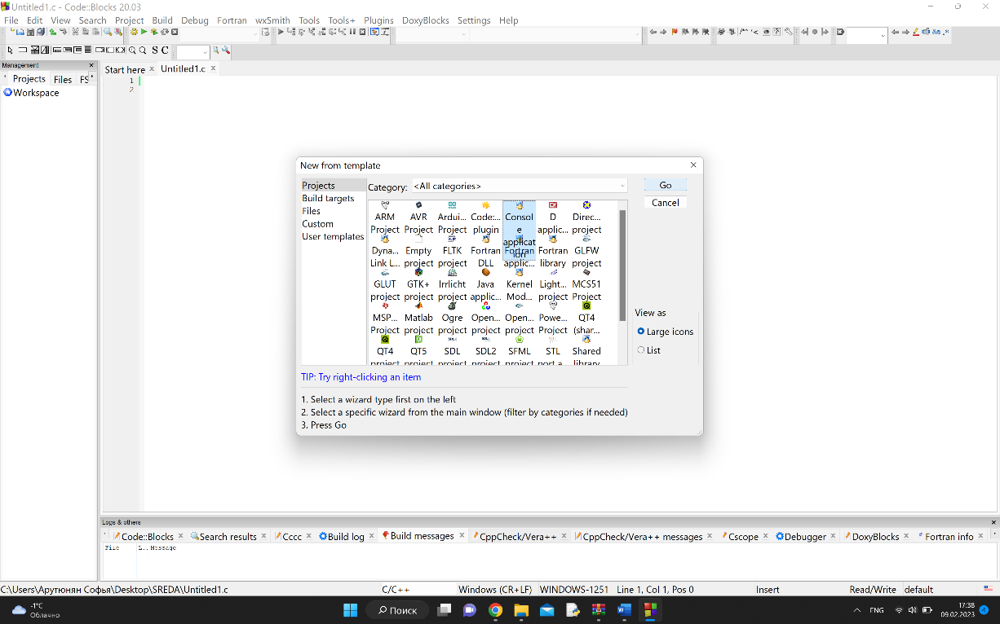 Untitled1.c - Code::Blocks 20.03
File Edit View Search Project Build Debug Fortran wxSmith Tools Tools+ Plugins DoxyBlocks Settings Help
S C
Management
Projects Files FS
Workspace
Start here Untitled1.c
1
2
New from template
Projects
Build targets
Files
Custom
User templates
Category: <All categories>
Go
Cancel
ARM Project
AVR Project
Ardui... Project
Code:... plugin
Consol e applicat ion
D applic...
Direc... project
Dyna... Link L...
Empty project
FLTK project
Fortran DLL
Fortran applic...
Fortran library
GLFW project
GLUT project
GTK+ project
Irrlicht project
Java applic...
Kernel Mod...
Light... project
MCS51 Project
MSP... Project
Matlab project
Ogre project
Open... project
Open... project
Powe... Project
QT4 (shar...
QT4 project
QT5 project
SDL project
SDL2 project
SFML project
STL port a...
Shared library
View as
Large icons
List
TIP: Try right-clicking an item
1. Select a wizard type first on the left
2. Select a specific wizard from the main window (filter by categories if needed)
3. Press Go
Logs & others
Code::Blocks Search results Cccc Build log Build messages CppCheck/Vera++ CppCheck/Vera++ messages Cscope Debugger DoxyBlocks Fortran info
File L... Message
C:\Users\Арутюнян Софья\Desktop\SREDA\Untitled1.c C/C++ Windows (CR+LF) WINDOWS-1251 Line 1, Col 1, Pos 0 Insert Read/Write default
-1°C
Облачно
Поиск
ENG
17:38
09.02.2023
4